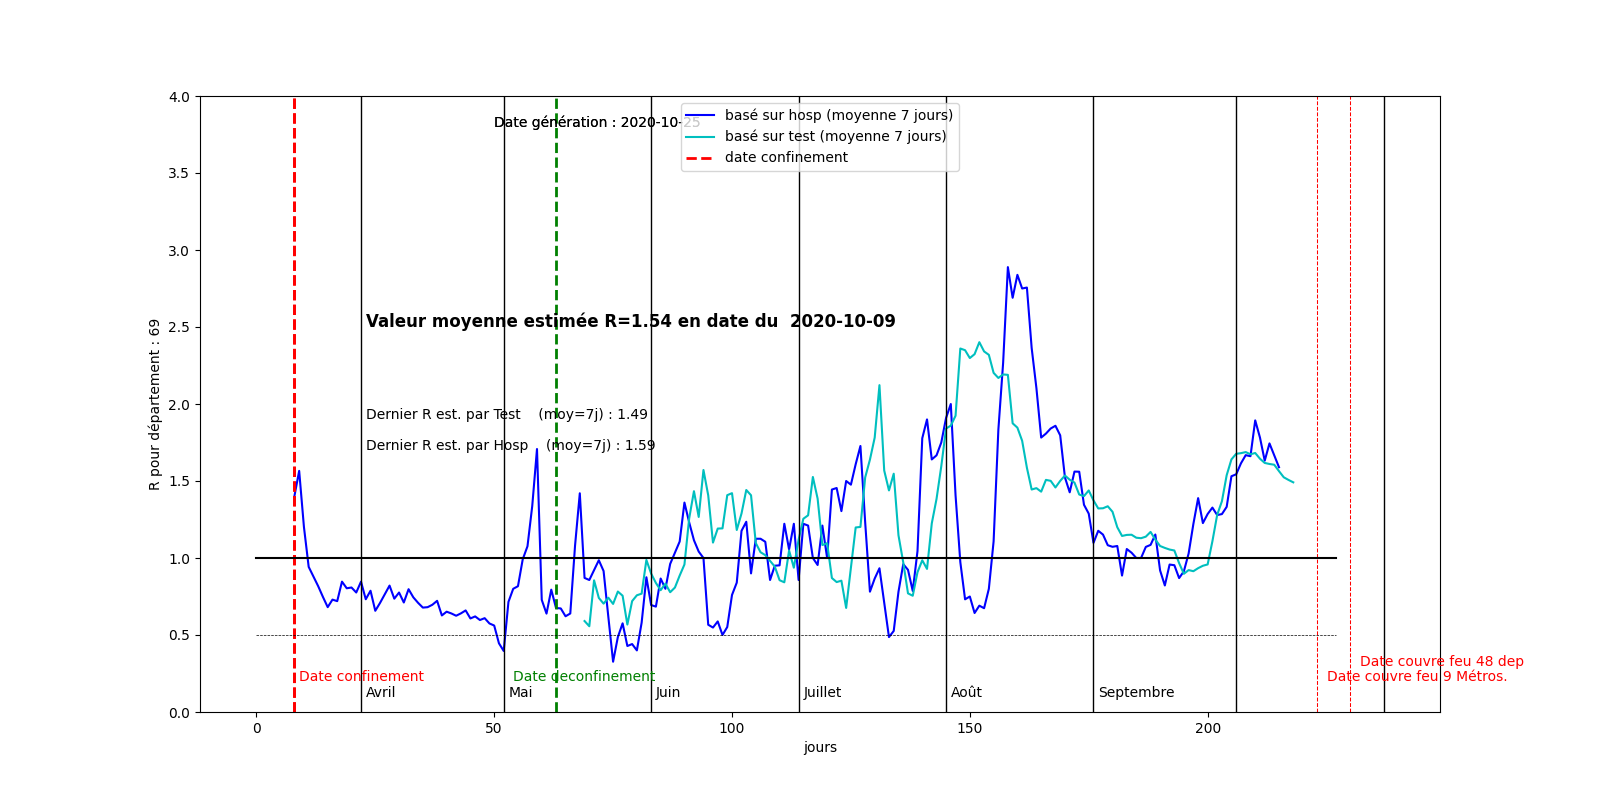 4.0
3.5
3.0
2.5
2.0
1.5
1.0
0.5
0.0
R pour département : 69
Date génération : 2020-10-25
basé sur hosp (moyenne 7 jours)
basé sur test (moyenne 7 jours)
date confinement
Valeur moyenne estimée R=1.54 en date du  2020-10-09
Dernier R est. par Test    (moy=7j) : 1.49
Dernier R est. par Hosp    (moy=7j) : 1.59
Date couvre feu 48 dep
Date confinement
Date deconfinement
Date couvre feu 9 Métros.
Avril
Mai
Juin
Juillet
Août
Septembre
0
50
100
150
200
jours